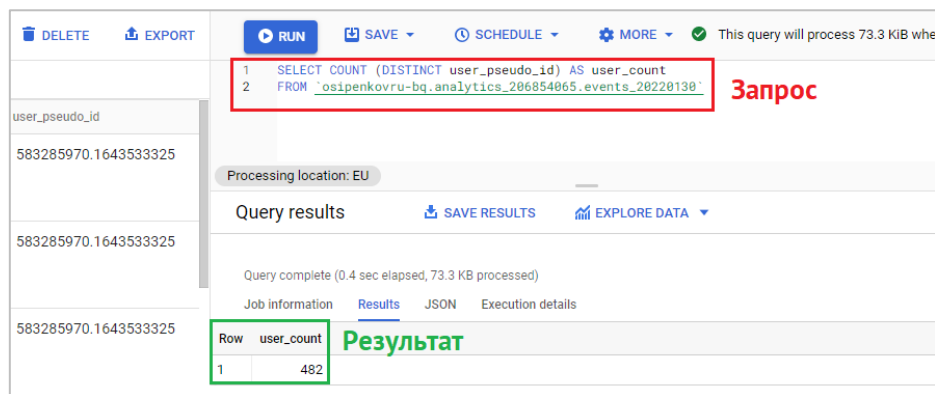 DELETE EXPORT RUN SAVE SCHEDULE MORE This query will process 73.3 KiB whe
1 SELECT COUNT (DISTINCT user_pseudo_id) AS user_count
2 FROM `osipenkovru-bq.analytics_206854065.events_20220130`
Запрос
user_pseudo_id
583285970.1643533325
Processing location: EU
Query results SAVE RESULTS EXPLORE DATA
583285970.1643533325
Query complete (0.4 sec elapsed, 73.3 KB processed)
Job information Results JSON Execution details
583285970.1643533325
Row user_count
Результат
1 482